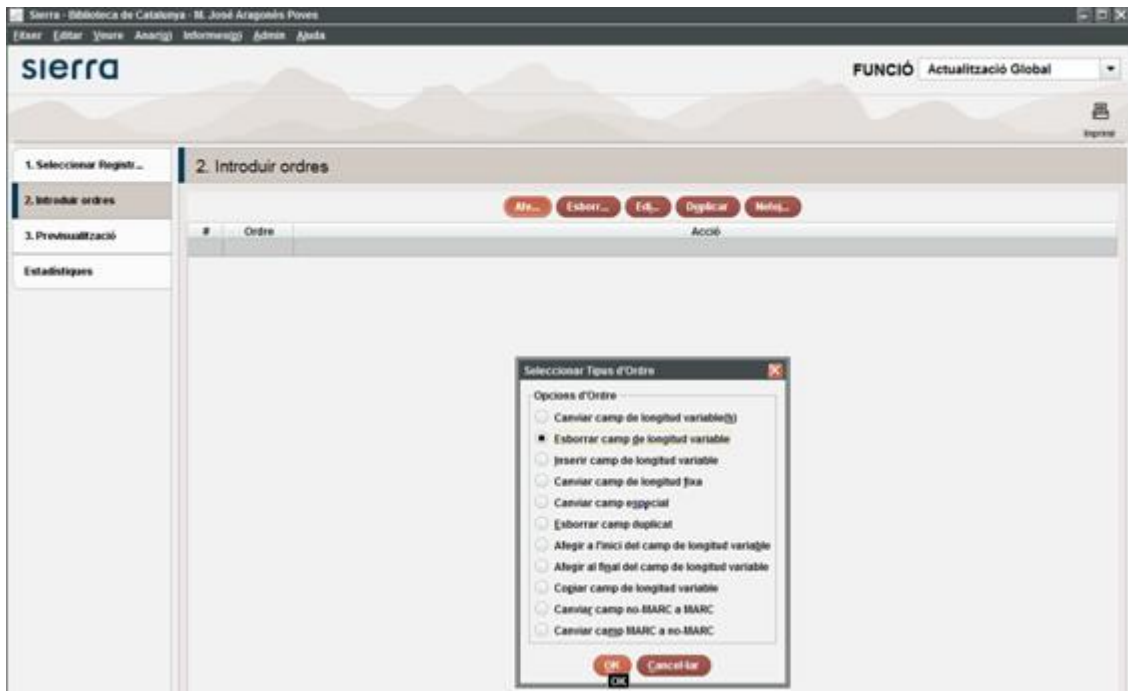 Sierra · Biblioteca de Catalunya · M. José Aragonés Poves
Fitxer Editar Veure Anar(g) Informes(g) Admin Ajuda
sierra
FUNCIÓ Actualització Global
Imprimir
1. Seleccionar Registr...
2. Introduir ordres
2. Introduir ordres
Afe... Esborr... Edi... Duplicar Netej...
3. Previsualització
# Ordre Acció
Estadístiques
Seleccionar Tipus d'Ordre
Opcions d'Ordre
Canviar camp de longitud variable(h)
Esborrar camp de longitud variable
Inserir camp de longitud variable
Canviar camp de longitud fixa
Canviar camp especial
Esborrar camp duplicat
Afegir a l'inici del camp de longitud variable
Afegir al final del camp de longitud variable
Copiar camp de longitud variable
Canviar camp no-MARC a MARC
Canviar camp MARC a no-MARC
OK Cancel·lar
OK